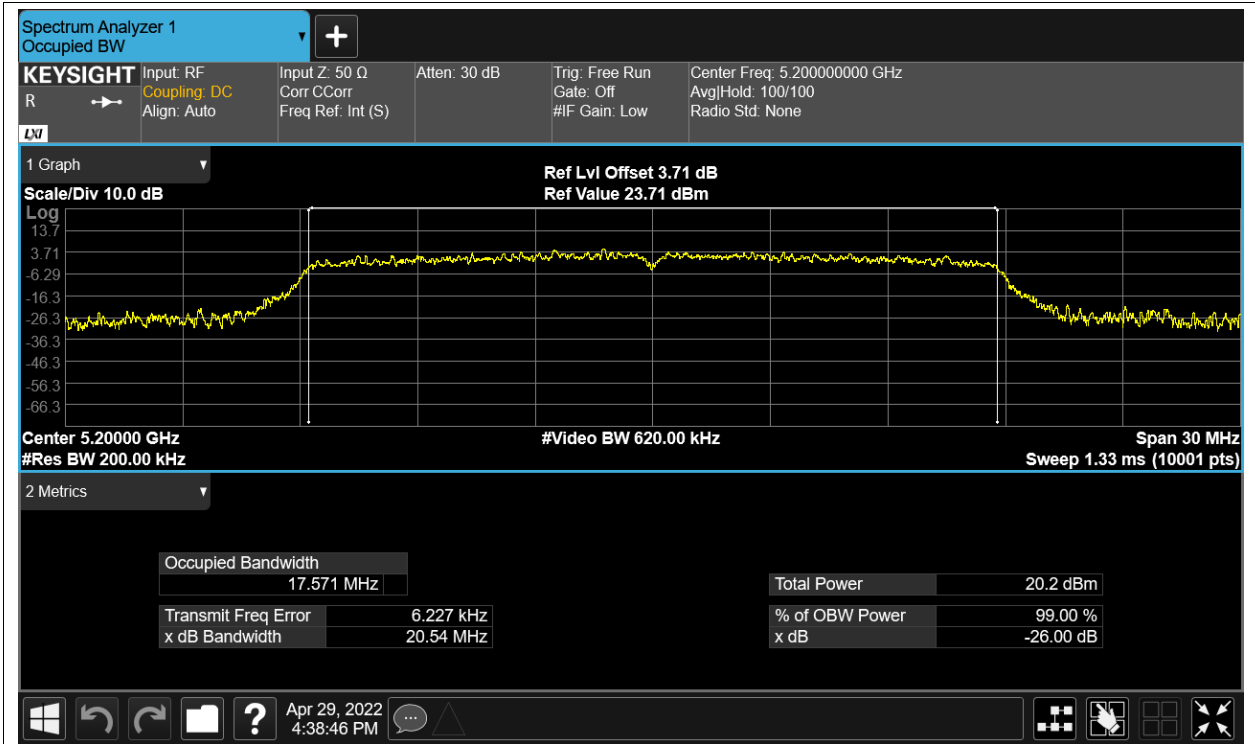 Spectrum Analyzer 1
Occupied BW
+
KEYSIGHT
R
LXI
Input: RF
Coupling: DC
Align: Auto
Input Z: 50 Ω
Corr CCorr
Freq Ref: Int (S)
Atten: 30 dB
Trig: Free Run
Gate: Off
#IF Gain: Low
Center Freq: 5.200000000 GHz
Avg|Hold: 100/100
Radio Std: None
1 Graph
Scale/Div 10.0 dB
Ref Lvl Offset 3.71 dB
Ref Value 23.71 dBm
Log
13.7
3.71
-6.29
-16.3
-26.3
-36.3
-46.3
-56.3
-66.3
Center 5.20000 GHz
#Video BW 620.00 kHz
Span 30 MHz
#Res BW 200.00 kHz
Sweep 1.33 ms (10001 pts)
2 Metrics
Occupied Bandwidth
17.571 MHz
Transmit Freq Error 6.227 kHz
x dB Bandwidth 20.54 MHz
Total Power 20.2 dBm
% of OBW Power 99.00 %
x dB -26.00 dB
?
Apr 29, 2022
4:38:46 PM